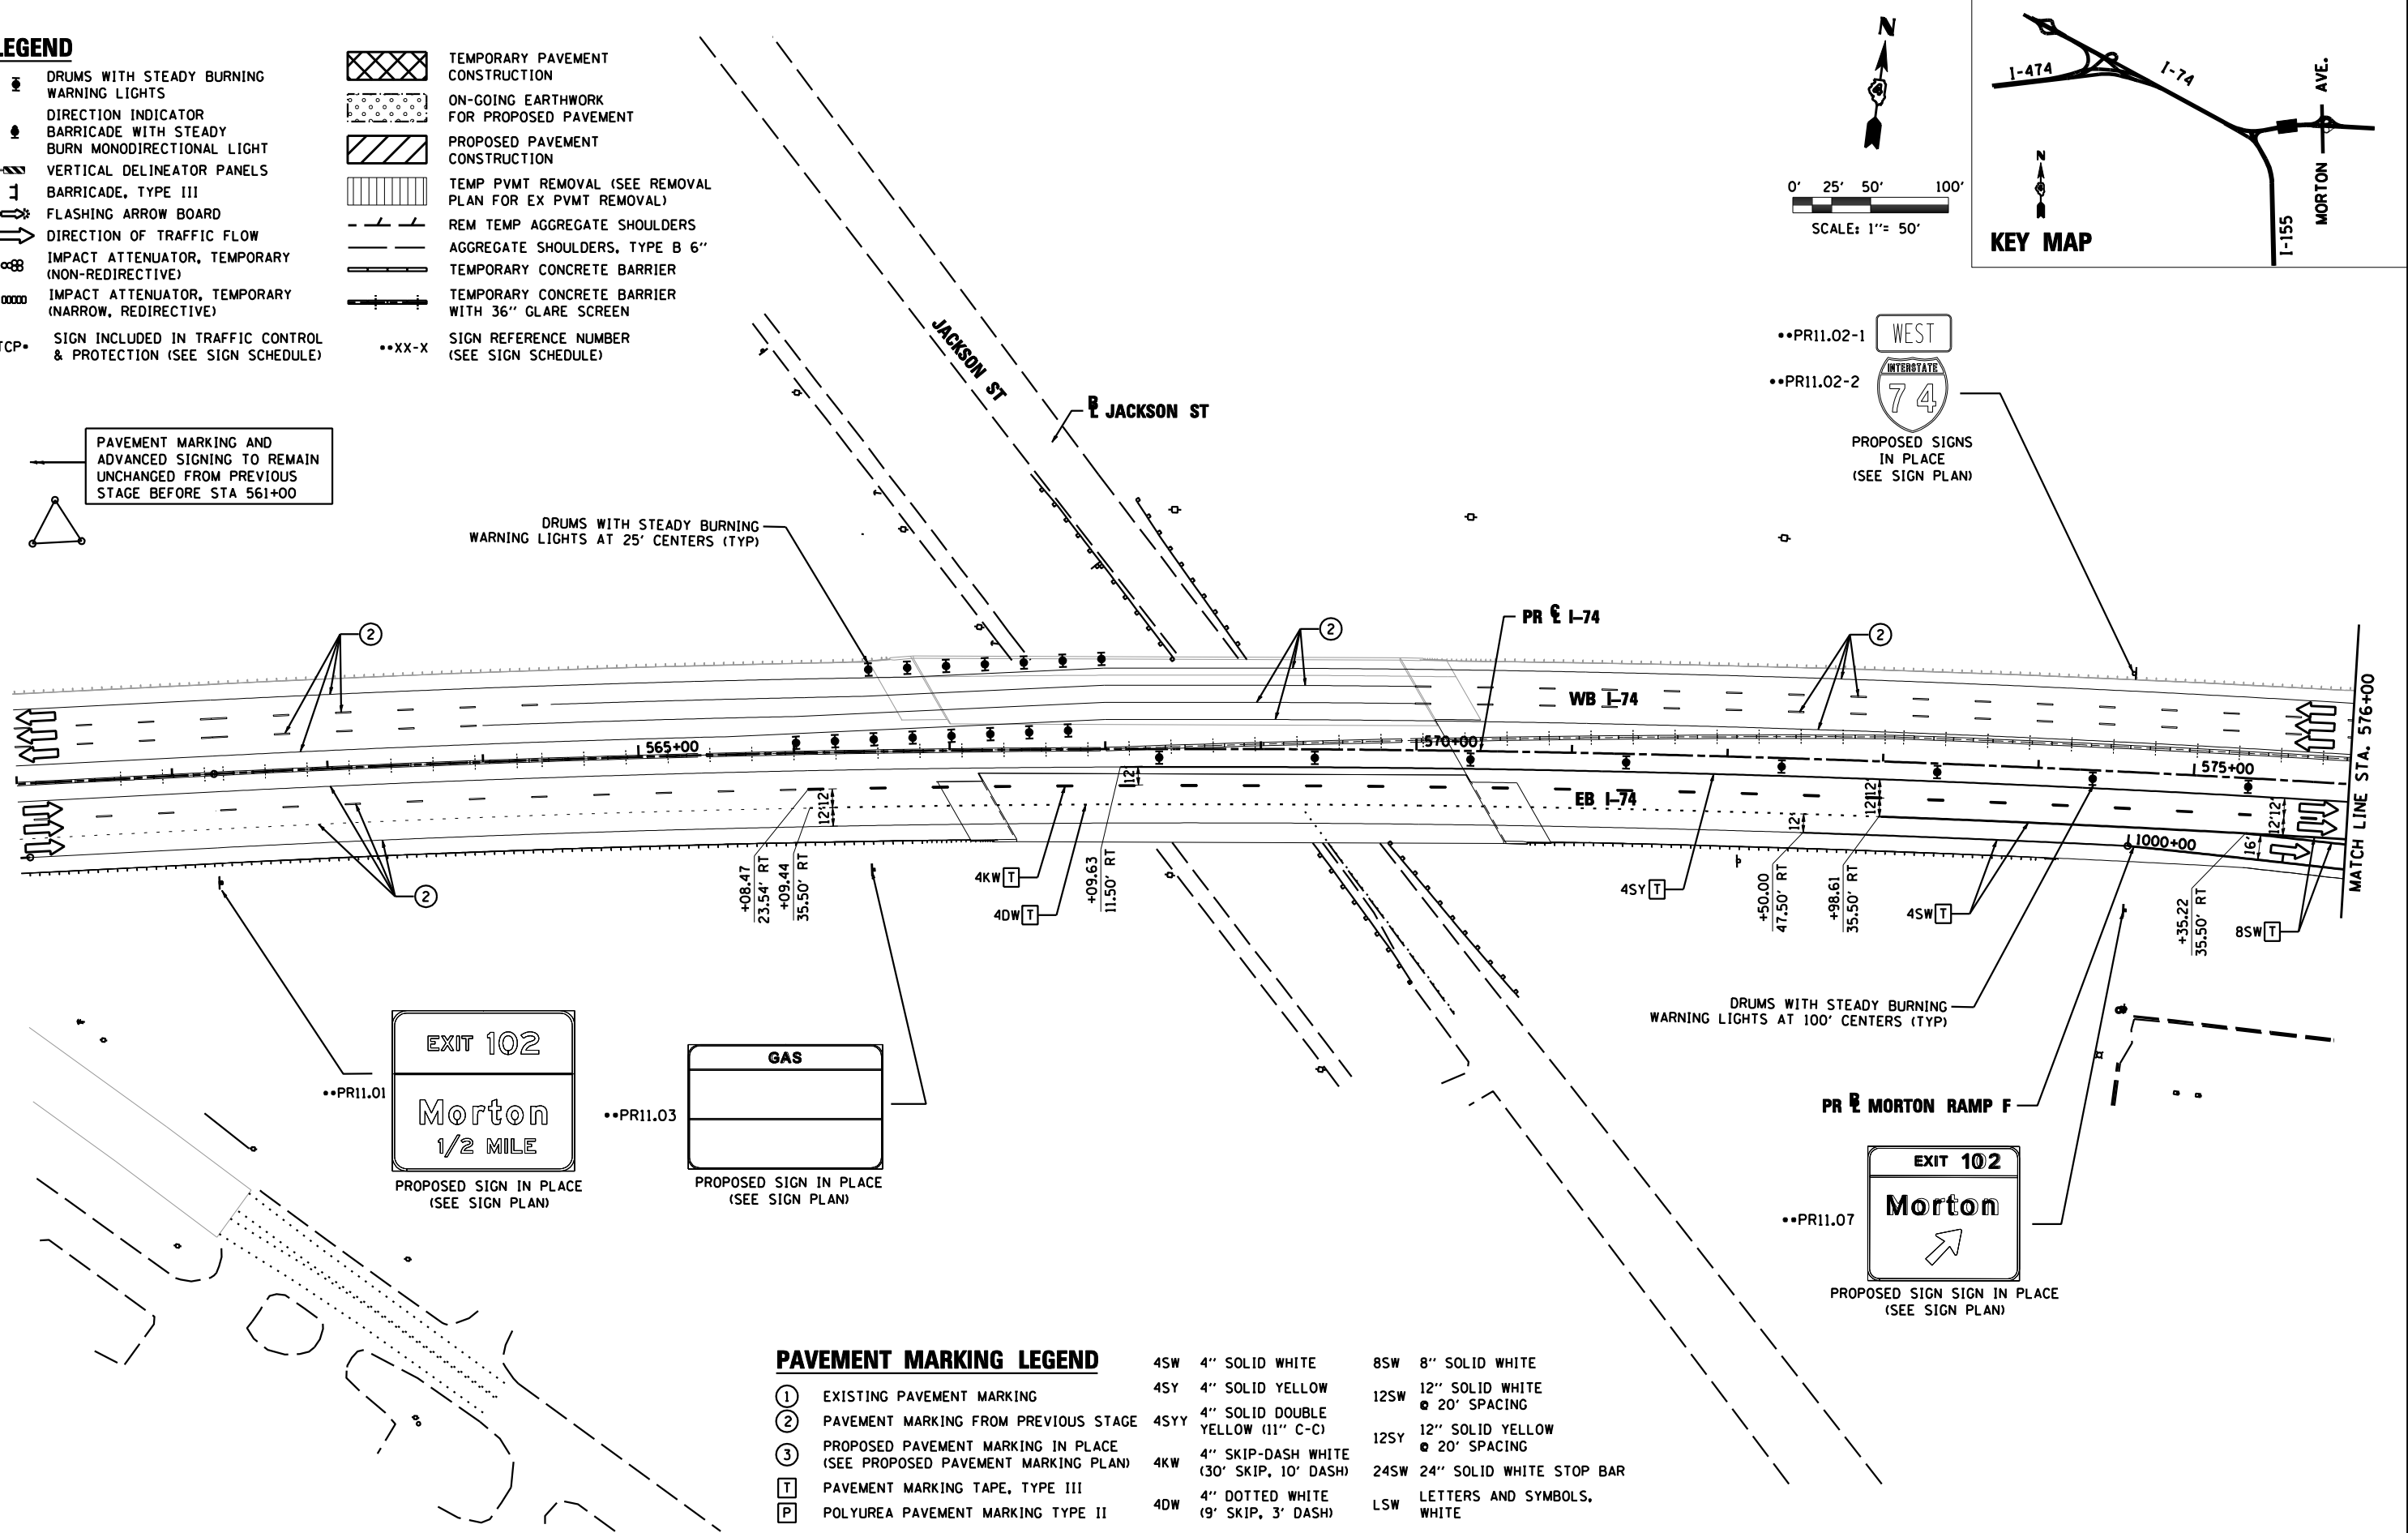 LEGEND
DRUMS WITH STEADY BURNING
WARNING LIGHTS
DIRECTION INDICATOR
BARRICADE WITH STEADY
BURN MONODIRECTIONAL LIGHT
VERTICAL DELINEATOR PANELS
BARRICADE, TYPE III
FLASHING ARROW BOARD
DIRECTION OF TRAFFIC FLOW
IMPACT ATTENUATOR, TEMPORARY
(NON-REDIRECTIVE)
IMPACT ATTENUATOR, TEMPORARY
(NARROW, REDIRECTIVE)
TCP• SIGN INCLUDED IN TRAFFIC CONTROL
& PROTECTION (SEE SIGN SCHEDULE)
TEMPORARY PAVEMENT
CONSTRUCTION
ON-GOING EARTHWORK
FOR PROPOSED PAVEMENT
PROPOSED PAVEMENT
CONSTRUCTION
TEMP PVMT REMOVAL (SEE REMOVAL
PLAN FOR EX PVMT REMOVAL)
REM TEMP AGGREGATE SHOULDERS
AGGREGATE SHOULDERS, TYPE B 6"
TEMPORARY CONCRETE BARRIER
TEMPORARY CONCRETE BARRIER
WITH 36" GLARE SCREEN
••XX-X SIGN REFERENCE NUMBER
(SEE SIGN SCHEDULE)
N
0' 25' 50' 100'
SCALE: 1"= 50'
I-474
I-74
MORTON AVE.
I-155
N
KEY MAP
PAVEMENT MARKING AND
ADVANCED SIGNING TO REMAIN
UNCHANGED FROM PREVIOUS
STAGE BEFORE STA 561+00
JACKSON ST
BL JACKSON ST
••PR11.02-1
WEST
••PR11.02-2
INTERSTATE
74
PROPOSED SIGNS
IN PLACE
(SEE SIGN PLAN)
DRUMS WITH STEADY BURNING
WARNING LIGHTS AT 25' CENTERS (TYP)
2
2
PR CL I-74
2
WB I-74
565+00
570+00
575+00
EB I-74
1000+00
MATCH LINE STA. 576+00
12'
12'
12'
12'
12'
12'
12'
12'
16'
2
+08.47
23.54' RT
+09.44
35.50' RT
4KW T
4DW T
+09.63
11.50' RT
4SY T
+50.00
47.50' RT
+98.61
35.50' RT
4SW T
+35.22
35.50' RT
8SW T
DRUMS WITH STEADY BURNING
WARNING LIGHTS AT 100' CENTERS (TYP)
••PR11.01
EXIT 102
Morton
1/2 MILE
PROPOSED SIGN IN PLACE
(SEE SIGN PLAN)
••PR11.03
GAS
PROPOSED SIGN IN PLACE
(SEE SIGN PLAN)
PR BL MORTON RAMP F
••PR11.07
EXIT 102
Morton
PROPOSED SIGN SIGN IN PLACE
(SEE SIGN PLAN)
PAVEMENT MARKING LEGEND
1 EXISTING PAVEMENT MARKING
2 PAVEMENT MARKING FROM PREVIOUS STAGE
3 PROPOSED PAVEMENT MARKING IN PLACE
(SEE PROPOSED PAVEMENT MARKING PLAN)
T PAVEMENT MARKING TAPE, TYPE III
P POLYUREA PAVEMENT MARKING TYPE II
4SW 4" SOLID WHITE
4SY 4" SOLID YELLOW
4SYY 4" SOLID DOUBLE
YELLOW (11" C-C)
4KW 4" SKIP-DASH WHITE
(30' SKIP, 10' DASH)
4DW 4" DOTTED WHITE
(9' SKIP, 3' DASH)
8SW 8" SOLID WHITE
12SW 12" SOLID WHITE
@ 20' SPACING
12SY 12" SOLID YELLOW
@ 20' SPACING
24SW 24" SOLID WHITE STOP BAR
LSW LETTERS AND SYMBOLS,
WHITE